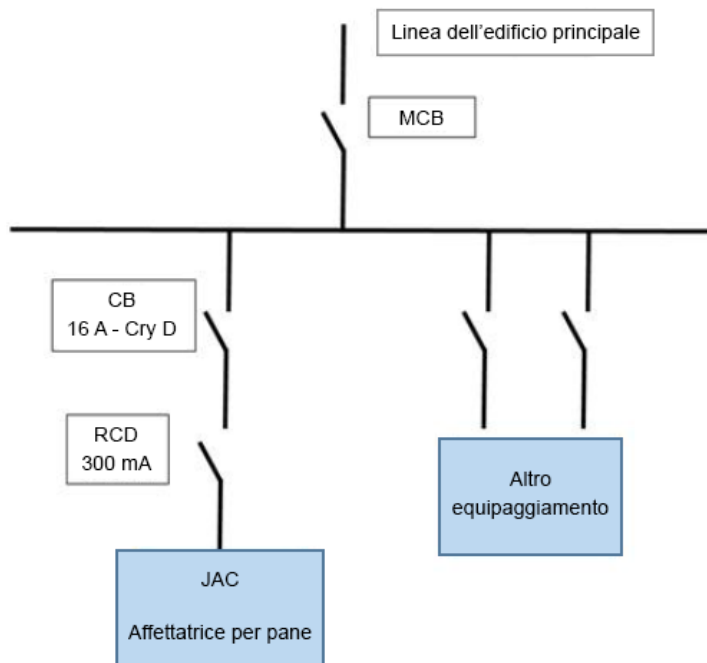 Linea dell'edificio principale
MCB
CB
16 A - Cry D
RCD
300 mA
Altro
equipaggiamento
JAC
Affettatrice per pane